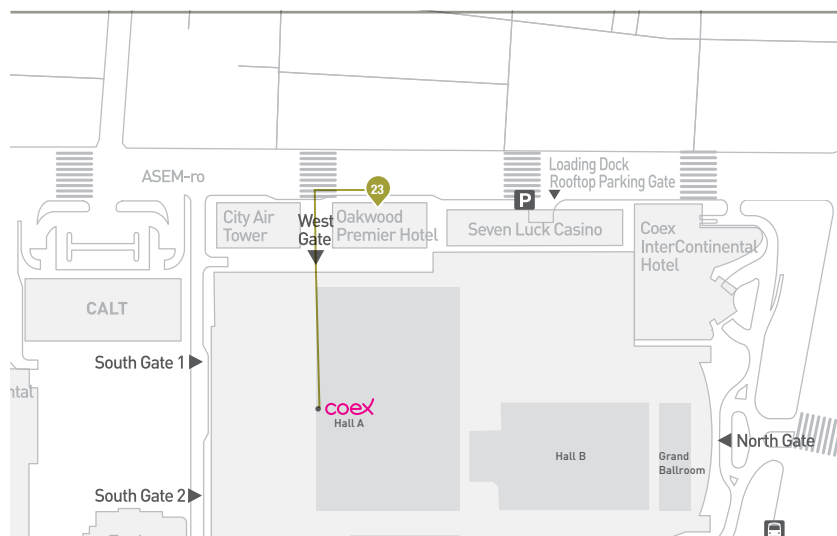 Loading Dock
Rooftop Parking Gate
ASEM-ro
23
P
City Air
Tower
West
Gate
Oakwood
Premier Hotel
Seven Luck Casino
Coex
InterContinental
Hotel
CALT
South Gate 1
ntal
coex
Hall A
North Gate
Hall B
Grand
Ballroom
South Gate 2